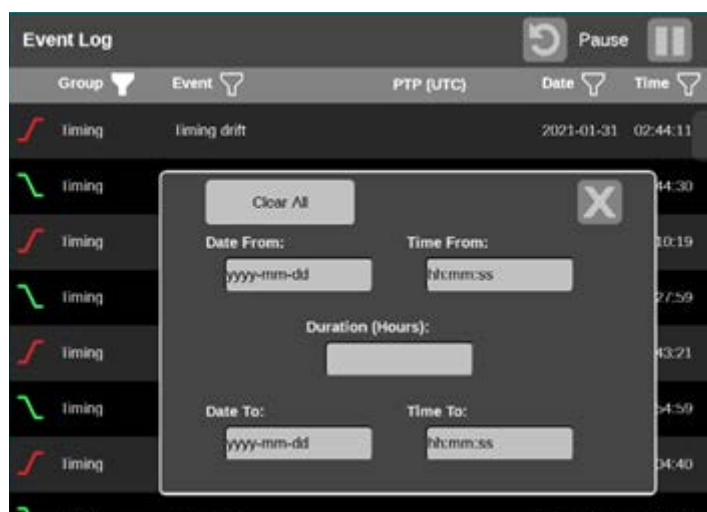 Event Log Pause
Group Event PTP (UTC) Date Time
Timing Timing drift 2021-01-31 02:44:11
Timing 44:30
Timing 10:19
Timing 27:59
Timing 43:21
Timing 54:59
Timing 04:40
Clear All X
Date From: Time From:
yyyy-mm-dd hh:mm:ss
Duration (Hours):
Date To: Time To:
yyyy-mm-dd hh:mm:ss